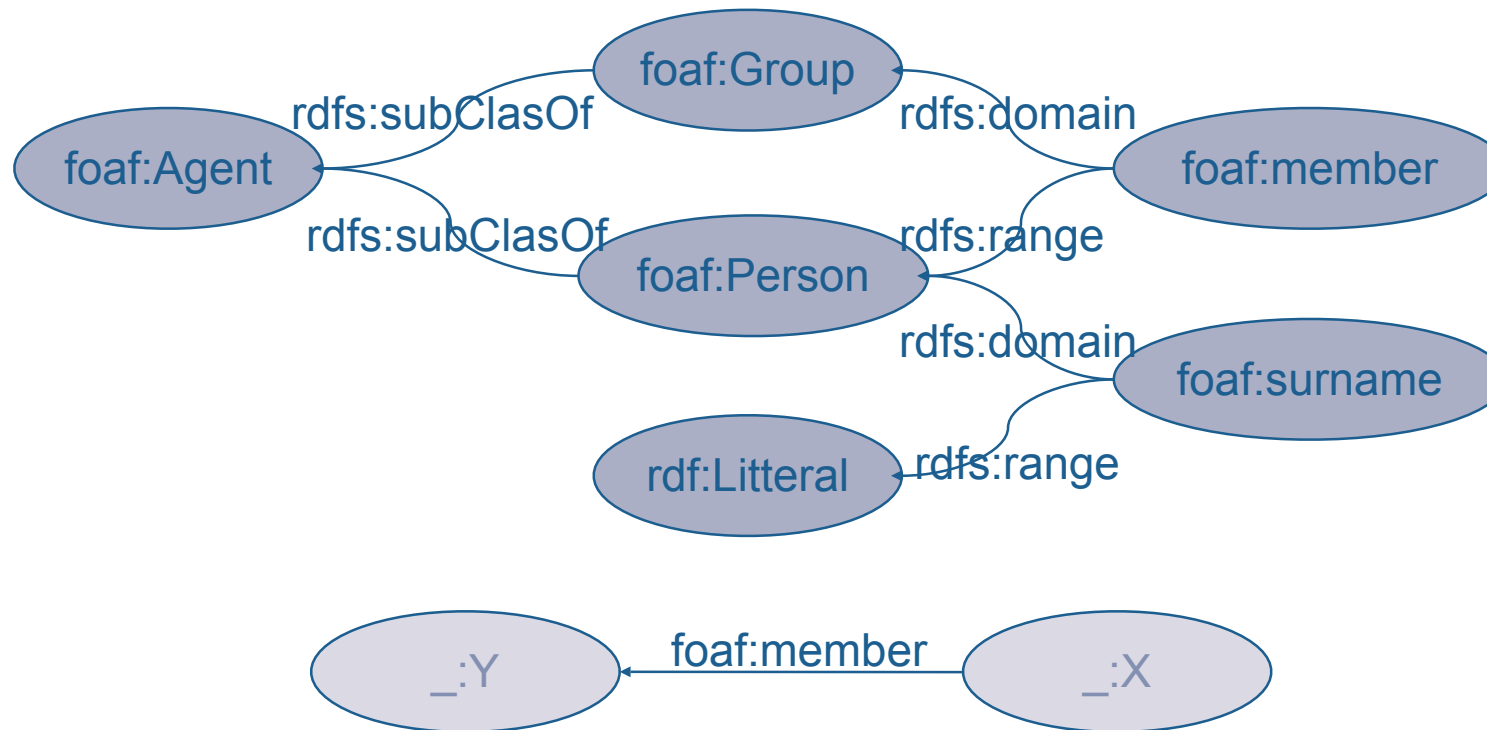 foaf:Group
rdfs:subClasOf
rdfs:domain
foaf:Agent
foaf:member
rdfs:subClasOf
rdfs:range
foaf:Person
rdfs:domain
foaf:surname
rdf:Litteral
rdfs:range
foaf:member
_:Y
_:X